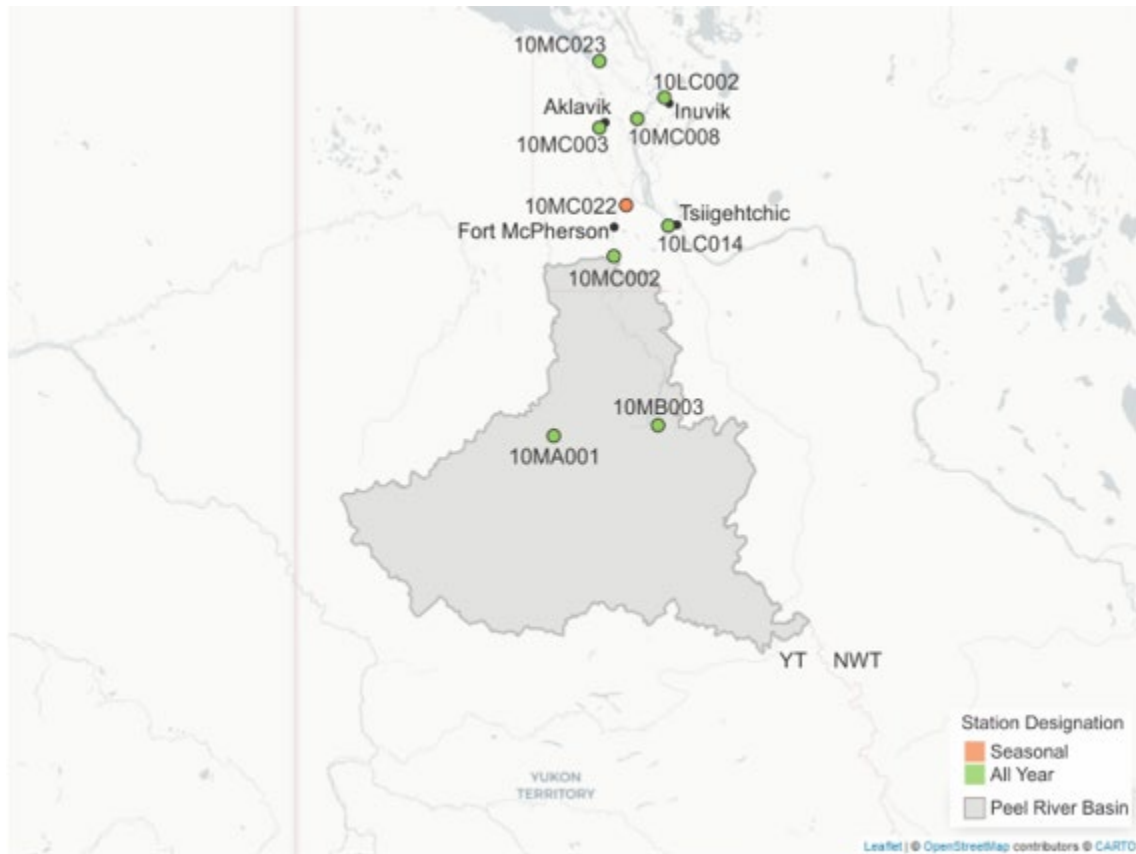 10MC023
10LC002
Inuvik
Aklavik
10MC008
10MC003
10MC022
Tsiigehtchic
Fort McPherson
10LC014
10MC002
10MB003
10MA001
YT NWT
YUKON
TERRITORY
Station Designation
Seasonal
All Year
Peel River Basin
Leaflet | © OpenStreetMap contributors © CARTO